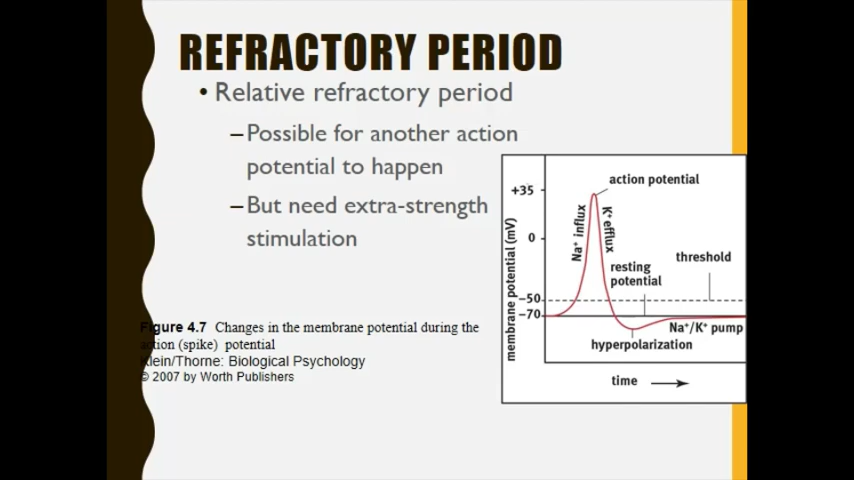 REFRACTORY PERIOD
• Relative refractory period
–Possible for another action
potential to happen
–But need extra-strength
stimulation
Figure 4.7 Changes in the membrane potential during the
action (spike) potential
Klein/Thorne: Biological Psychology
© 2007 by Worth Publishers
membrane potential (mV)
+35
0
–50
–70
action potential
Na⁺ influx
K⁺ efflux
resting
potential
threshold
Na⁺/K⁺ pump
hyperpolarization
time